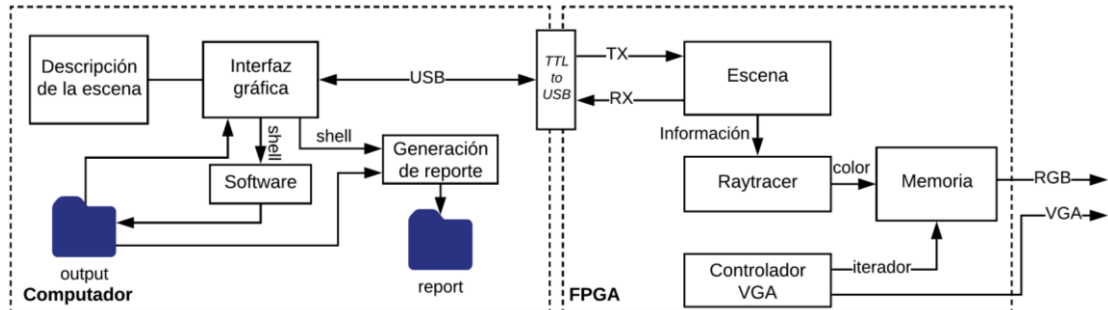 Descripción
de la escena
Interfaz
gráfica
USB
shell
shell
Software
Generación
de reporte
output
report
Computador
TTL
to
USB
TX
RX
Escena
Información
Raytracer
color
Memoria
RGB
VGA
iterador
Controlador
VGA
FPGA